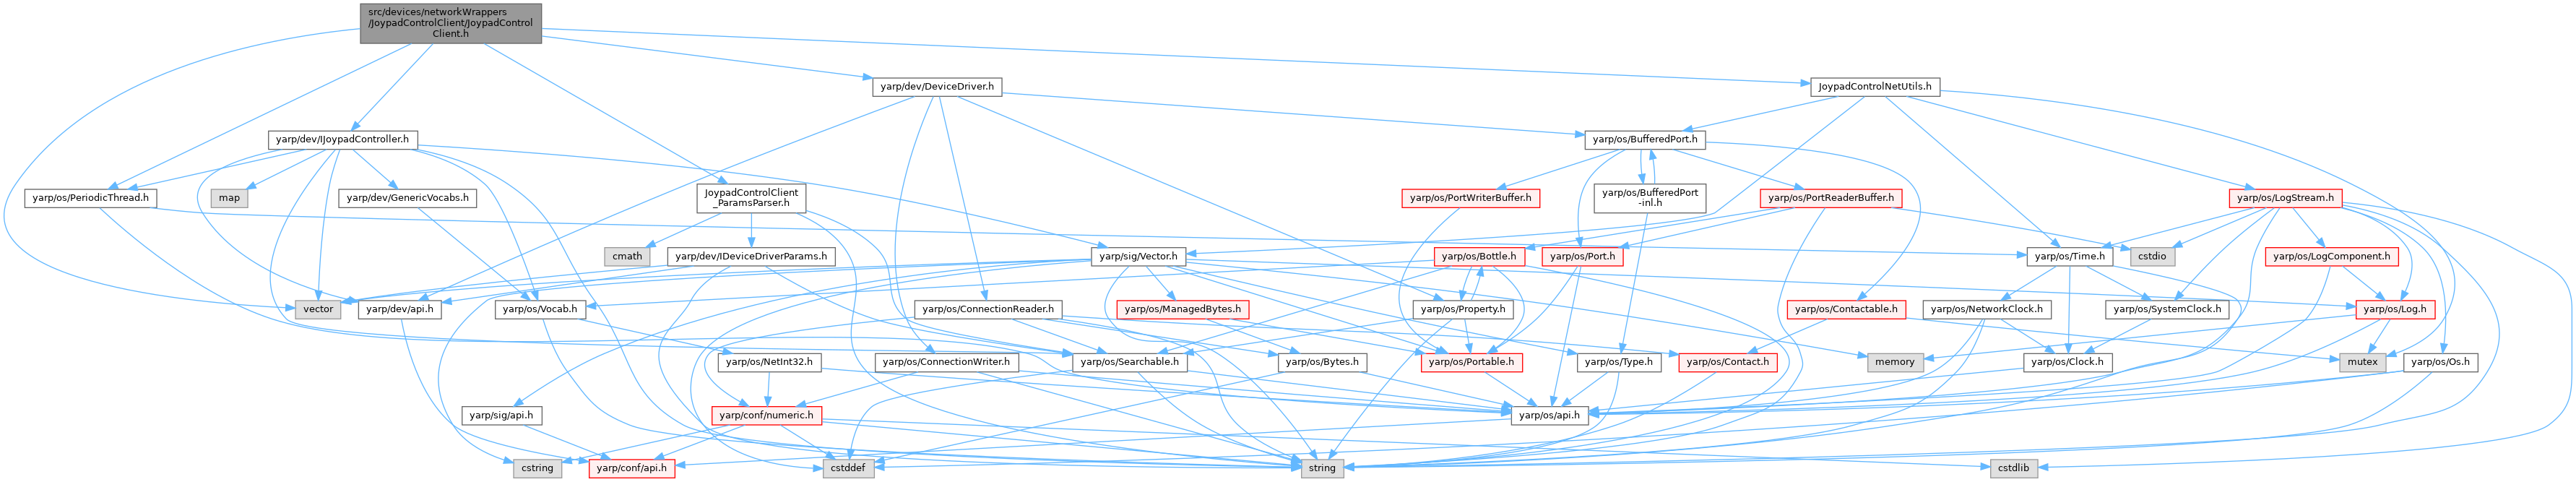 src/devices/networkWrappers
/JoypadControlClient/JoypadControl
Client.h
yarp/dev/DeviceDriver.h
JoypadControlNetUtils.h
yarp/dev/IJoypadController.h
yarp/os/BufferedPort.h
yarp/os/PeriodicThread.h
map
yarp/dev/GenericVocabs.h
JoypadControlClient
_ParamsParser.h
yarp/os/PortWriterBuffer.h
yarp/os/BufferedPort
-inl.h
yarp/os/PortReaderBuffer.h
yarp/os/LogStream.h
cmath
yarp/dev/IDeviceDriverParams.h
yarp/sig/Vector.h
yarp/os/Bottle.h
yarp/os/Port.h
yarp/os/Time.h
cstdio
yarp/os/LogComponent.h
vector
yarp/dev/api.h
yarp/os/Vocab.h
yarp/os/ConnectionReader.h
yarp/os/ManagedBytes.h
yarp/os/Property.h
yarp/os/Contactable.h
yarp/os/NetworkClock.h
yarp/os/SystemClock.h
yarp/os/Log.h
yarp/os/NetInt32.h
yarp/os/ConnectionWriter.h
yarp/os/Searchable.h
yarp/os/Bytes.h
yarp/os/Portable.h
yarp/os/Type.h
yarp/os/Contact.h
memory
yarp/os/Clock.h
mutex
yarp/os/Os.h
yarp/sig/api.h
yarp/conf/numeric.h
yarp/os/api.h
cstring
yarp/conf/api.h
cstddef
string
cstdlib